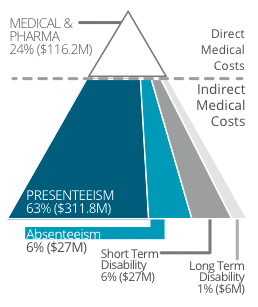 MEDICAL &
PHARMA
24% ($116.2M)
Direct
Medical
Costs
Indirect
Medical
Costs
PRESENTEEISM
63% ($311.8M)
Absenteeism
6% ($27M)
Short Term
Disability
6% ($27M)
Long Term
Disability
1% ($6M)